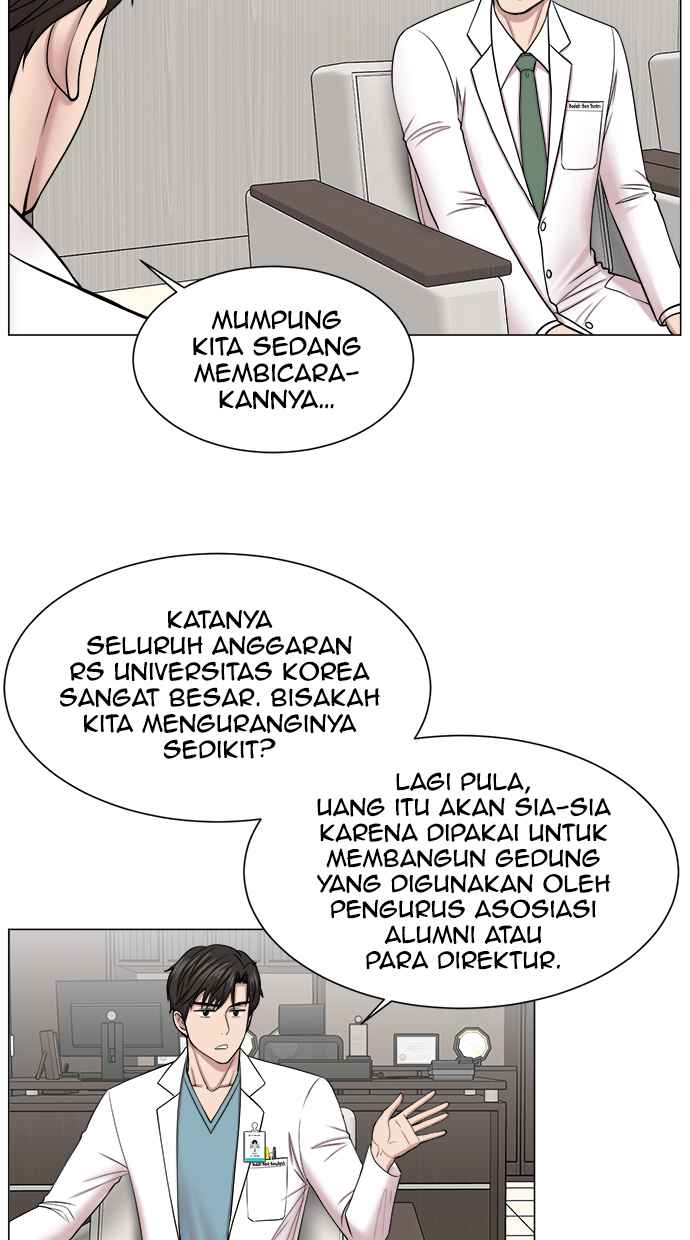 MUMPUNG
KITA SEDANG
MEMBICARA-
KANNYA...
KATANYA
SELURUH ANGGARAN
RS UNIVERSITAS KOREA
SANGAT BESAR. BISAKAH
KITA MENGURANGINYA
SEDIKIT?
LAGI PULA,
UANG ITU AKAN SIA-SIA
KARENA DIPAKAI UNTUK
MEMBANGUN GEDUNG
YANG DIGUNAKAN OLEH
PENGURUS ASOSIASI
ALUMNI ATAU
PARA DIREKTUR.